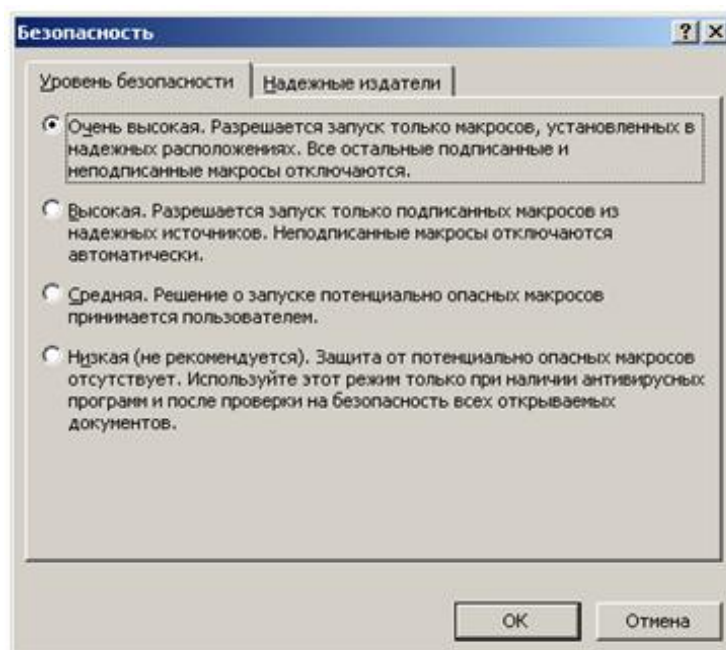 Безопасность
Уровень безопасности
Надежные издатели
Очень высокая. Разрешается запуск только макросов, установленных в
надежных расположениях. Все остальные подписанные и
неподписанные макросы отключаются.
Высокая. Разрешается запуск только подписанных макросов из
надежных источников. Неподписанные макросы отключаются
автоматически.
Средняя. Решение о запуске потенциально опасных макросов
принимается пользователем.
Низкая (не рекомендуется). Защита от потенциально опасных макросов
отсутствует. Используйте этот режим только при наличии антивирусных
программ и после проверки на безопасность всех открываемых
документов.
ОК
Отмена